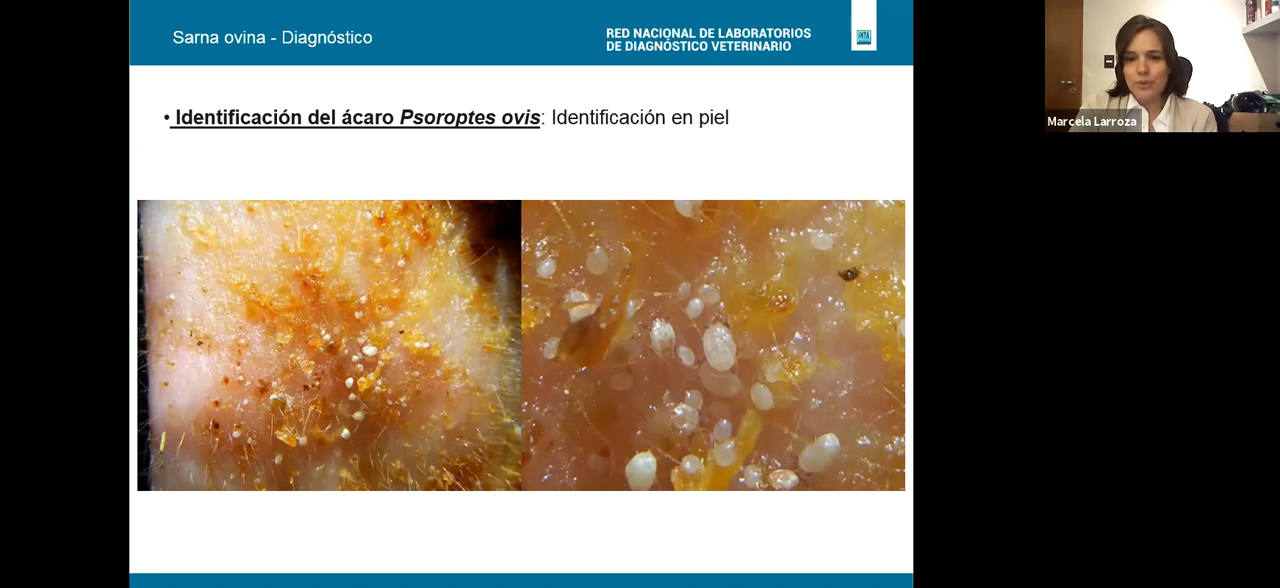 Sarna ovina - Diagnóstico
RED NACIONAL DE LABORATORIOS
DE DIAGNÓSTICO VETERINARIO
INTA
• Identificación del ácaro Psoroptes ovis: Identificación en piel
Marcela Larroza